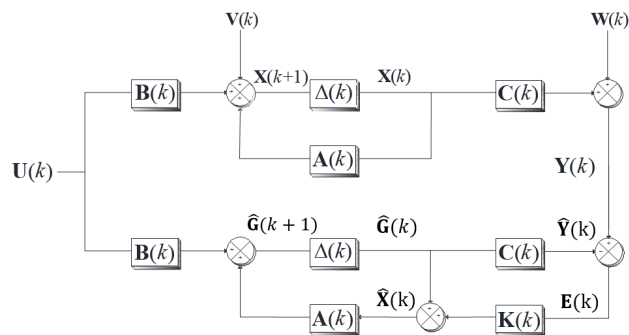 V(k)
W(k)
X(k+1)
X(k)
B(k)
Δ(k)
C(k)
A(k)
U(k)
Y(k)
Ĝ(k + 1)
Ĝ(k)
Ŷ(k)
B(k)
Δ(k)
C(k)
X̂(k)
E(k)
A(k)
K(k)